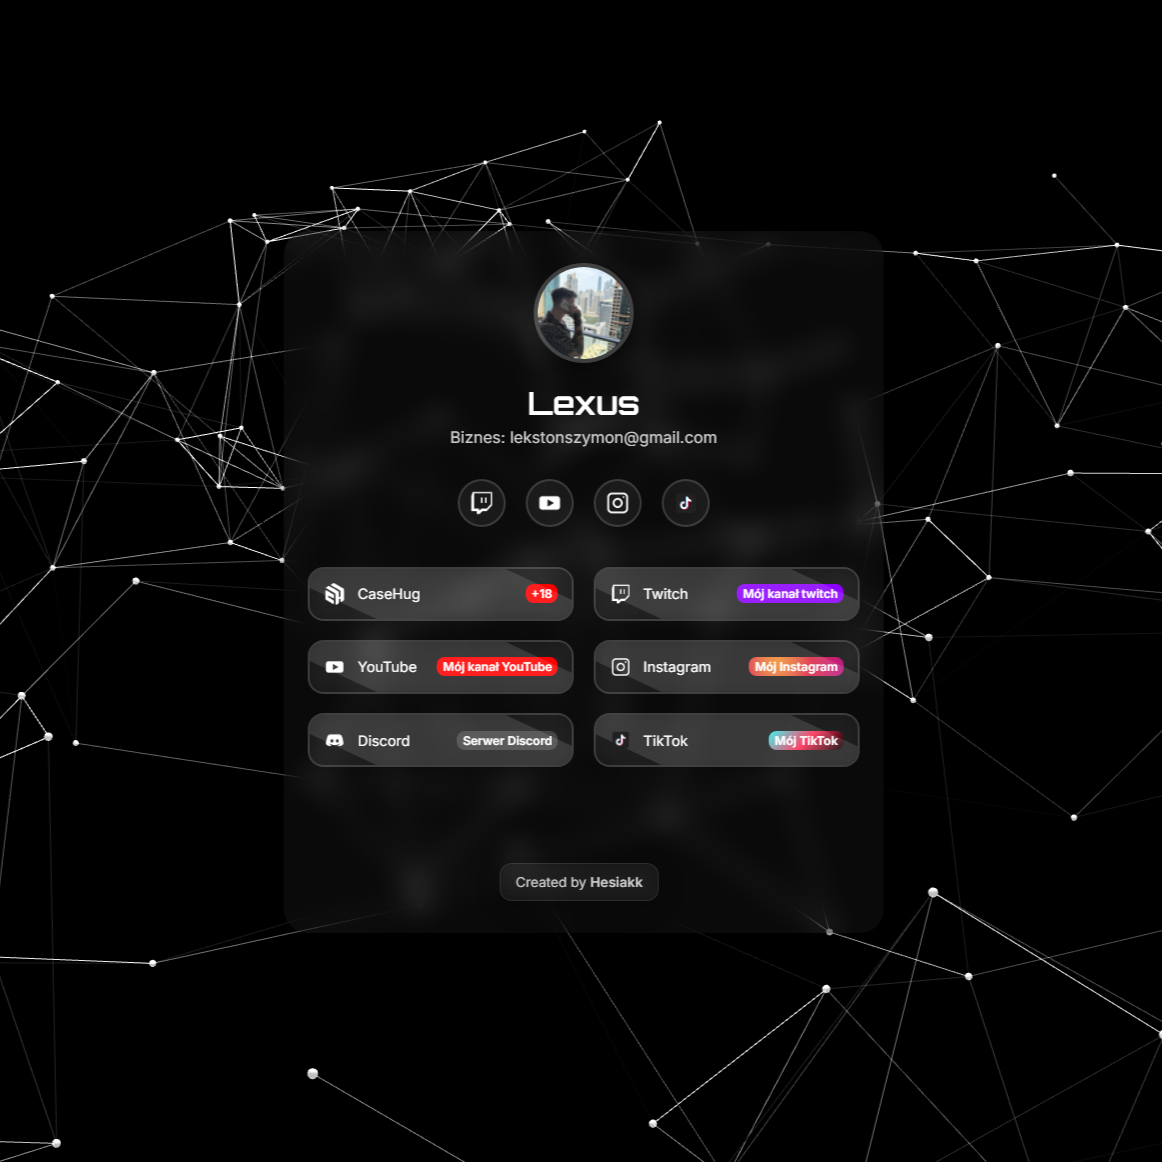 Lexus
Biznes: lekstonszymon@gmail.com
CaseHug +18
Twitch Mój kanał twitch
YouTube Mój kanał YouTube
Instagram Mój Instagram
Discord Serwer Discord
TikTok Mój TikTok
Created by Hesiakk